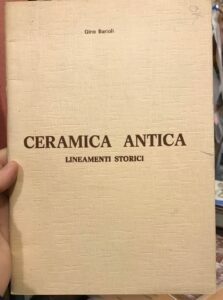 Gino Barioli
CERAMICA ANTICA
LINEAMENTI STORICI